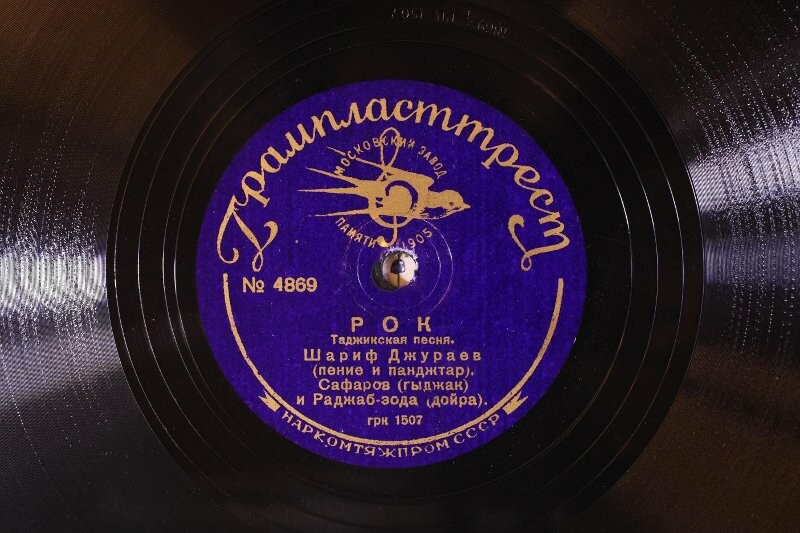 Грампласттрест
МОСКОВСКИЙ ЗАВОД
ПАМЯТИ 1905
№ 4869
РОК
Таджикская песня.
Шариф Джураев
(пение и панджтар).
Сафаров (гыджак)
и Раджаб-зода (дойра).
грк 1507
НАРКОМТЯЖПРОМ СССР